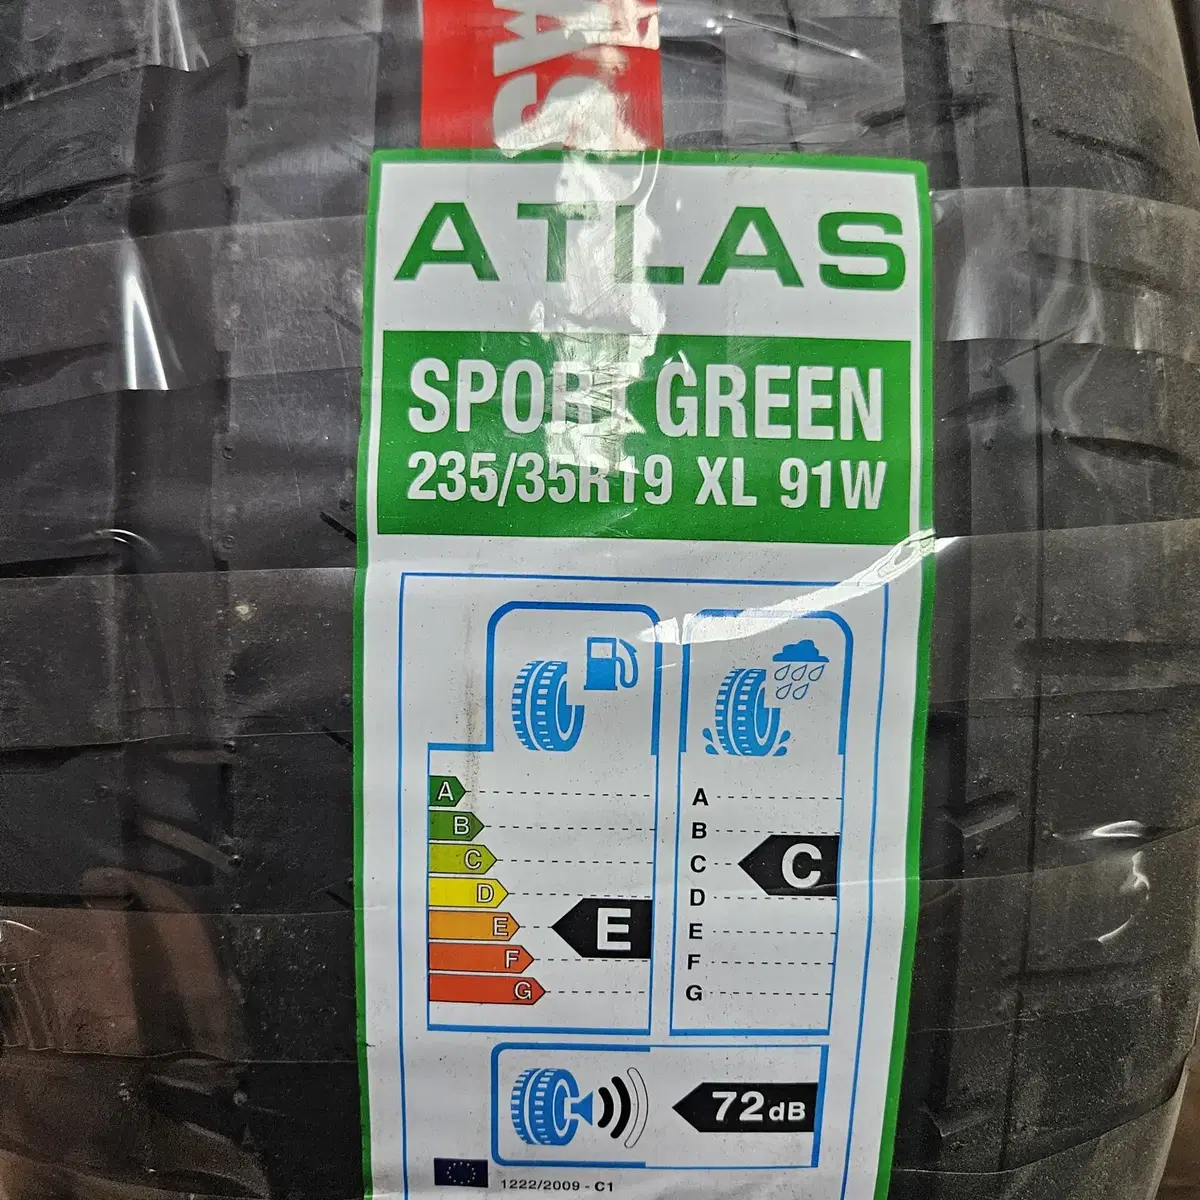 ATLAS
SPORT GREEN
235/35R19 XL 91W
A
B
C
D
E
F
G
E
A
B
C
D
E
F
G
C
72dB
1222/2009 - C1